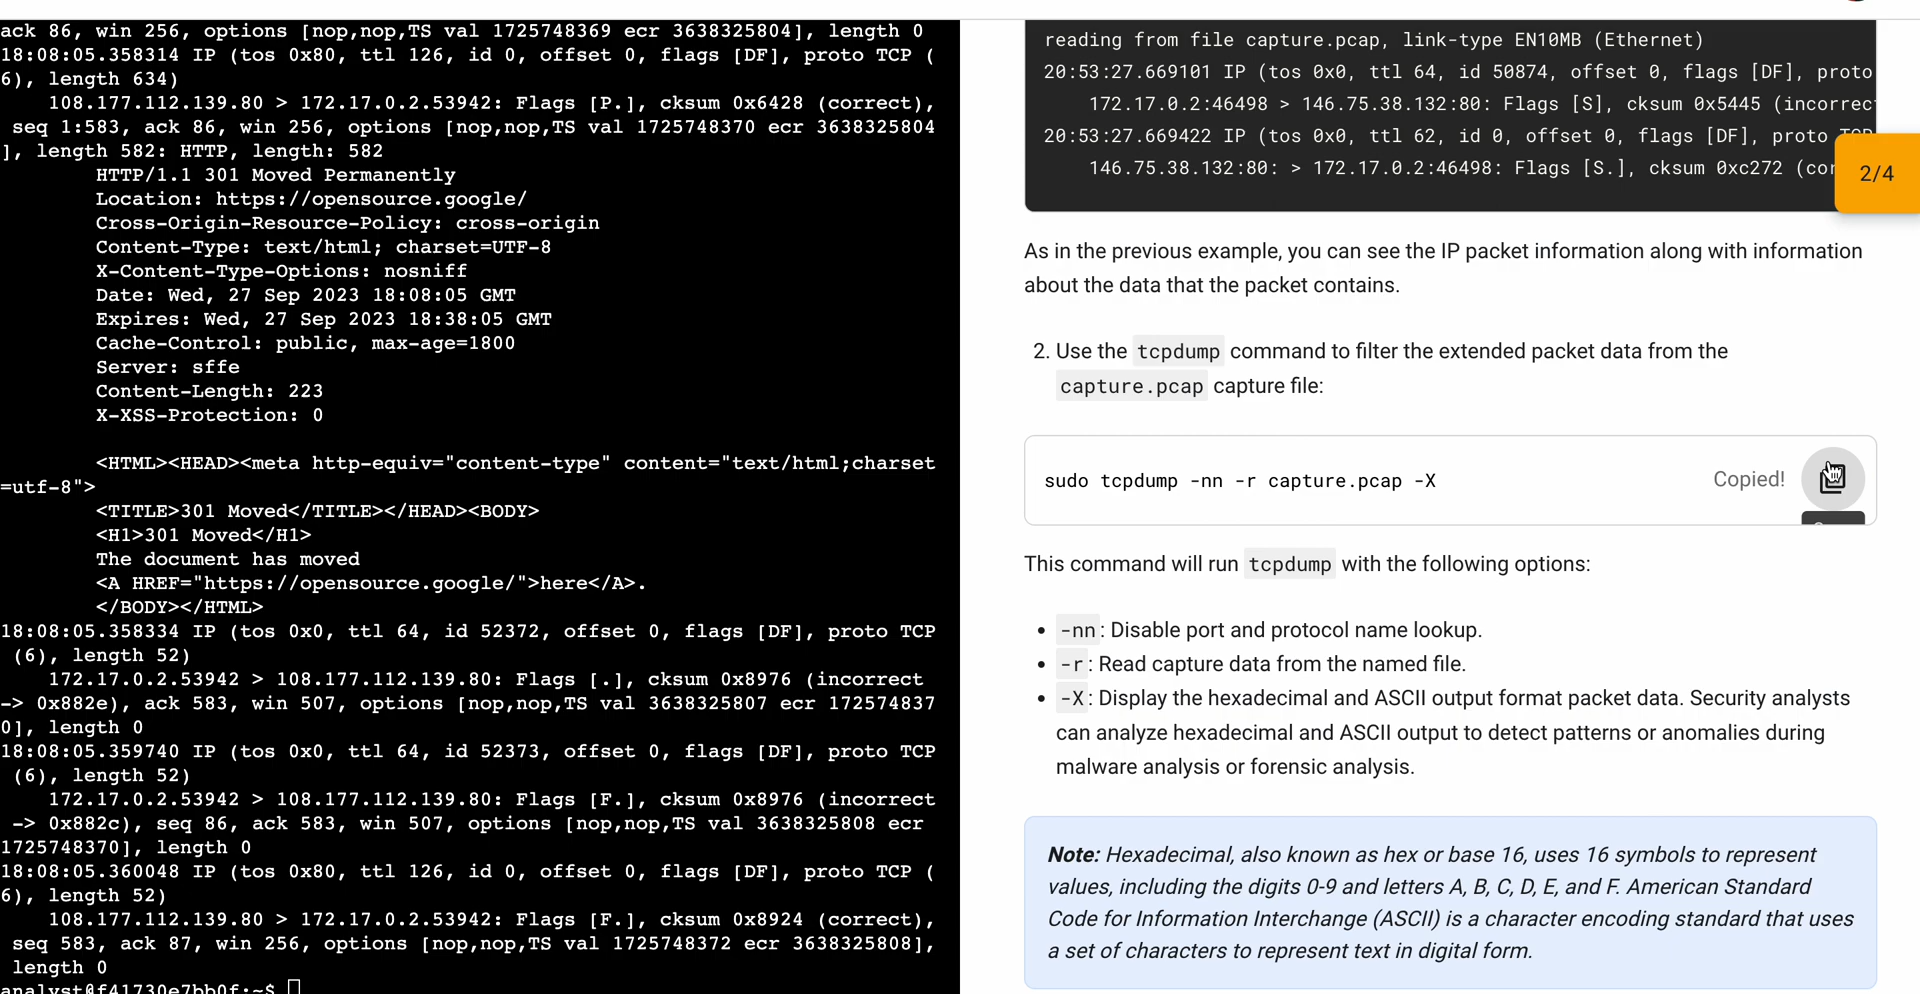 ack 86, win 256, options [nop,nop,TS val 1725748369 ecr 3638325804], length 0
18:08:05.358314 IP (tos 0x80, ttl 126, id 0, offset 0, flags [DF], proto TCP (
6), length 634)
    108.177.112.139.80 > 172.17.0.2.53942: Flags [P.], cksum 0x6428 (correct),
 seq 1:583, ack 86, win 256, options [nop,nop,TS val 1725748370 ecr 3638325804
], length 582: HTTP, length: 582
        HTTP/1.1 301 Moved Permanently
        Location: https://opensource.google/
        Cross-Origin-Resource-Policy: cross-origin
        Content-Type: text/html; charset=UTF-8
        X-Content-Type-Options: nosniff
        Date: Wed, 27 Sep 2023 18:08:05 GMT
        Expires: Wed, 27 Sep 2023 18:38:05 GMT
        Cache-Control: public, max-age=1800
        Server: sffe
        Content-Length: 223
        X-XSS-Protection: 0
        <HTML><HEAD><meta http-equiv="content-type" content="text/html;charset
=utf-8">
        <TITLE>301 Moved</TITLE></HEAD><BODY>
        <H1>301 Moved</H1>
        The document has moved
        <A HREF="https://opensource.google/">here</A>.
        </BODY></HTML>
18:08:05.358334 IP (tos 0x0, ttl 64, id 52372, offset 0, flags [DF], proto TCP
 (6), length 52)
    172.17.0.2.53942 > 108.177.112.139.80: Flags [.], cksum 0x8976 (incorrect
-> 0x882e), ack 583, win 507, options [nop,nop,TS val 3638325807 ecr 172574837
0], length 0
18:08:05.359740 IP (tos 0x0, ttl 64, id 52373, offset 0, flags [DF], proto TCP
 (6), length 52)
    172.17.0.2.53942 > 108.177.112.139.80: Flags [F.], cksum 0x8976 (incorrect
 -> 0x882c), seq 86, ack 583, win 507, options [nop,nop,TS val 3638325808 ecr
1725748370], length 0
18:08:05.360048 IP (tos 0x80, ttl 126, id 0, offset 0, flags [DF], proto TCP (
6), length 52)
    108.177.112.139.80 > 172.17.0.2.53942: Flags [F.], cksum 0x8924 (correct),
 seq 583, ack 87, win 256, options [nop,nop,TS val 1725748372 ecr 3638325808],
 length 0
analyst@f41730e7bb0f:~$
reading from file capture.pcap, link-type EN10MB (Ethernet)
20:53:27.669101 IP (tos 0x0, ttl 64, id 50874, offset 0, flags [DF], proto
    172.17.0.2:46498 > 146.75.38.132:80: Flags [S], cksum 0x5445 (incorrec
20:53:27.669422 IP (tos 0x0, ttl 62, id 0, offset 0, flags [DF], proto TCP
    146.75.38.132:80: > 172.17.0.2:46498: Flags [S.], cksum 0xc272 (cor
2/4
As in the previous example, you can see the IP packet information along with information
about the data that the packet contains.
2. Use the tcpdump command to filter the extended packet data from the
capture.pcap capture file:
sudo tcpdump -nn -r capture.pcap -X Copied!
This command will run tcpdump with the following options:
• -nn: Disable port and protocol name lookup.
• -r: Read capture data from the named file.
• -X: Display the hexadecimal and ASCII output format packet data. Security analysts
can analyze hexadecimal and ASCII output to detect patterns or anomalies during
malware analysis or forensic analysis.
Note: Hexadecimal, also known as hex or base 16, uses 16 symbols to represent
values, including the digits 0-9 and letters A, B, C, D, E, and F. American Standard
Code for Information Interchange (ASCII) is a character encoding standard that uses
a set of characters to represent text in digital form.